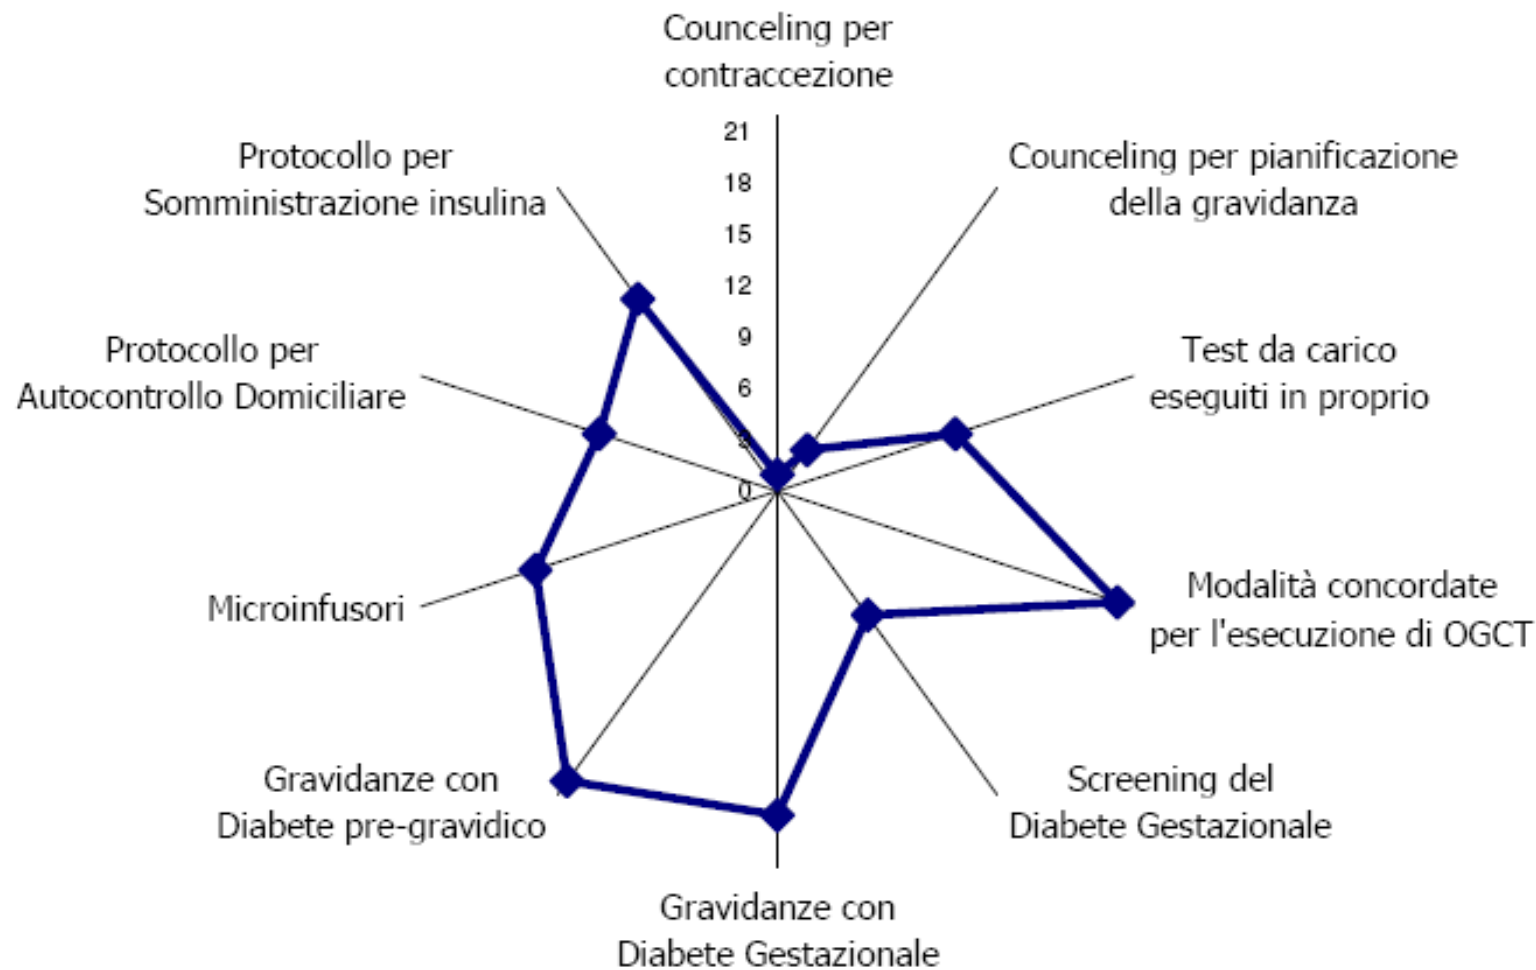 Counceling per
contraccezione
Counceling per pianificazione
della gravidanza
Test da carico
eseguiti in proprio
Modalità concordate
per l'esecuzione di OGCT
Screening del
Diabete Gestazionale
Gravidanze con
Diabete Gestazionale
Gravidanze con
Diabete pre-gravidico
Microinfusori
Protocollo per
Autocontrollo Domiciliare
Protocollo per
Somministrazione insulina
21
18
15
12
9
6
3
0